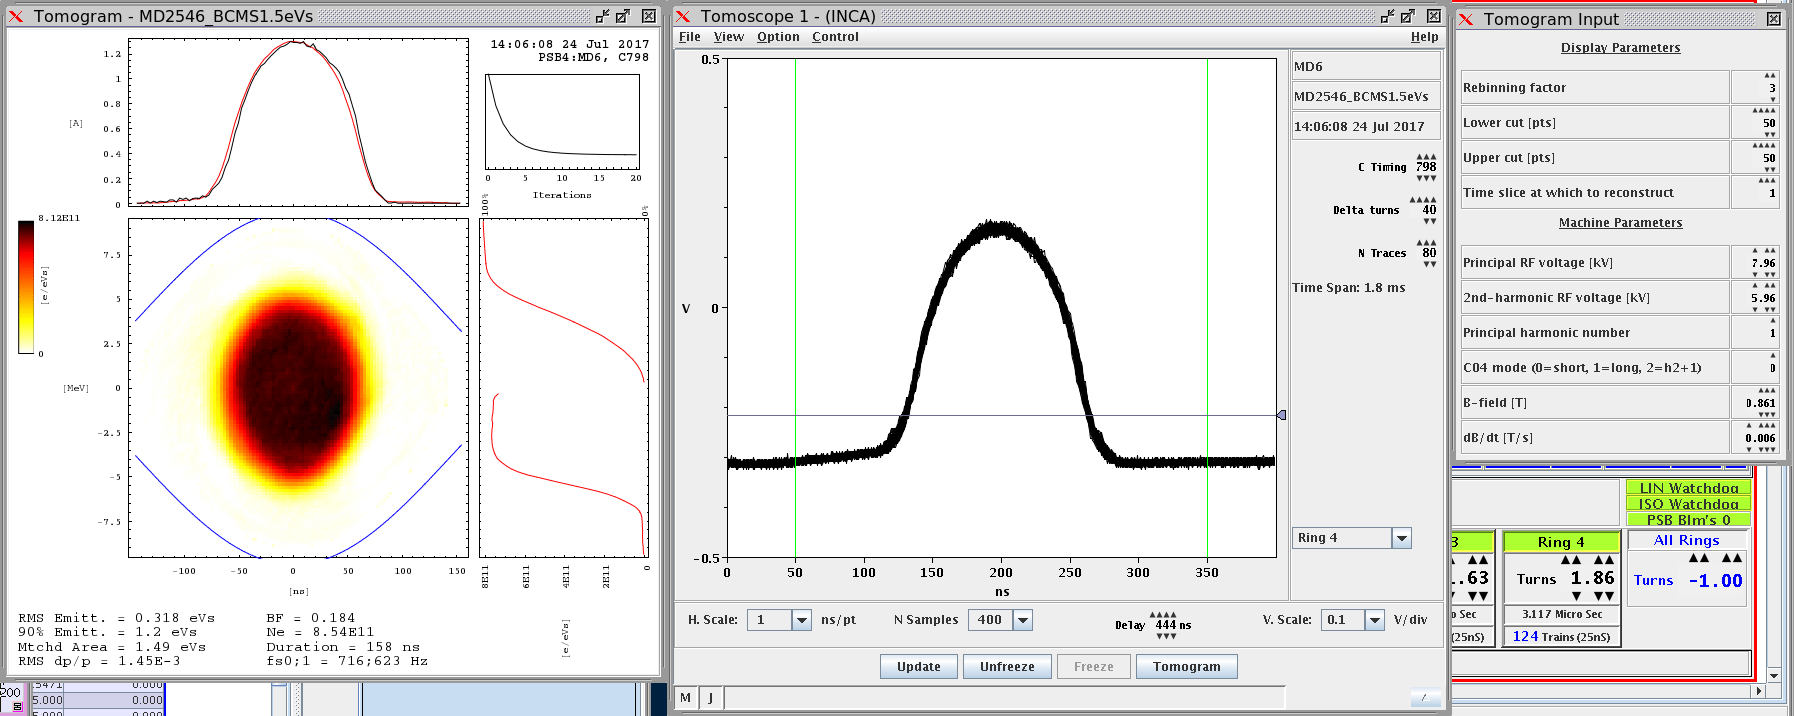 Tomogram - MD2546_BCMS1.5eVs
14:06:08 24 Jul 2017
PSB4:MD6, C798
1.2
1
0.8
[A]
0.6
0.4
0.2
0
0 5 10 15 20
Iterations
100%
0%
8.12E11
[e/eVs]
0
7.5
5
2.5
[MeV]
0
-2.5
-5
-7.5
-100 -50 0 50 100 150
[ns]
8E11 6E11 4E11 2E11 0
[e/eVs]
RMS Emitt. = 0.318 eVs BF = 0.184
90% Emitt. = 1.2 eVs Ne = 8.54E11
Mtchd Area = 1.49 eVs Duration = 158 ns
RMS dp/p = 1.45E-3 fs0;1 = 716;623 Hz
200
.5471 0.000
5.000 0.000
5.000 0.000
Tomoscope 1 - (INCA)
File View Option Control Help
0.5
V
0
-0.5
0 50 100 150 200 250 300 350
ns
MD6
MD2546_BCMS1.5eVs
14:06:08 24 Jul 2017
C Timing 798
Delta turns 40
N Traces 80
Time Span: 1.8 ms
Ring 4
H. Scale: 1 ns/pt N Samples 400 Delay 444 ns V. Scale: 0.1 V/div
Update Unfreeze Freeze Tomogram
M J
Tomogram Input
Display Parameters
Rebinning factor 3
Lower cut [pts] 50
Upper cut [pts] 50
Time slice at which to reconstruct 1
Machine Parameters
Principal RF voltage [kV] 7.96
2nd-harmonic RF voltage [kV] 5.96
Principal harmonic number 1
C04 mode (0=short, 1=long, 2=h2+1) 0
B-field [T] 0.861
dB/dt [T/s] 0.006
LIN Watchdog
ISO Watchdog
PSB Blm's 0
3 Ring 4 All Rings
.63 Turns 1.86 Turns -1.00
o Sec 3.117 Micro Sec
(25nS) 124 Trains (25nS)